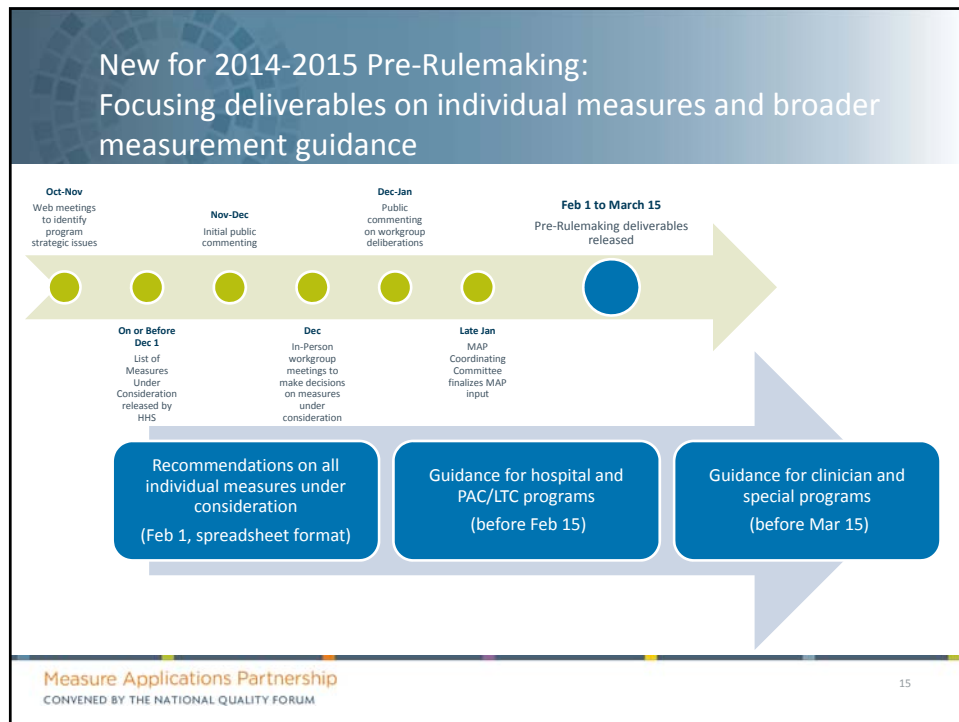 New for 2014-2015 Pre-Rulemaking:
Focusing deliverables on individual measures and broader
measurement guidance
Oct-Nov
Web meetings
to identify
program
strategic issues
On or Before
Dec 1
List of
Measures
Under
Consideration
released by
HHS
Nov-Dec
Initial public
commenting
Dec
In-Person
workgroup
meetings to
make decisions
on measures
under
consideration
Dec-Jan
Public
commenting
on workgroup
deliberations
Late Jan
MAP
Coordinating
Committee
finalizes MAP
input
Feb 1 to March 15
Pre-Rulemaking deliverables
released
Recommendations on all
individual measures under
consideration
(Feb 1, spreadsheet format)
Guidance for hospital and
PAC/LTC programs
(before Feb 15)
Guidance for clinician and
special programs
(before Mar 15)
Measure Applications Partnership
CONVENED BY THE NATIONAL QUALITY FORUM
15